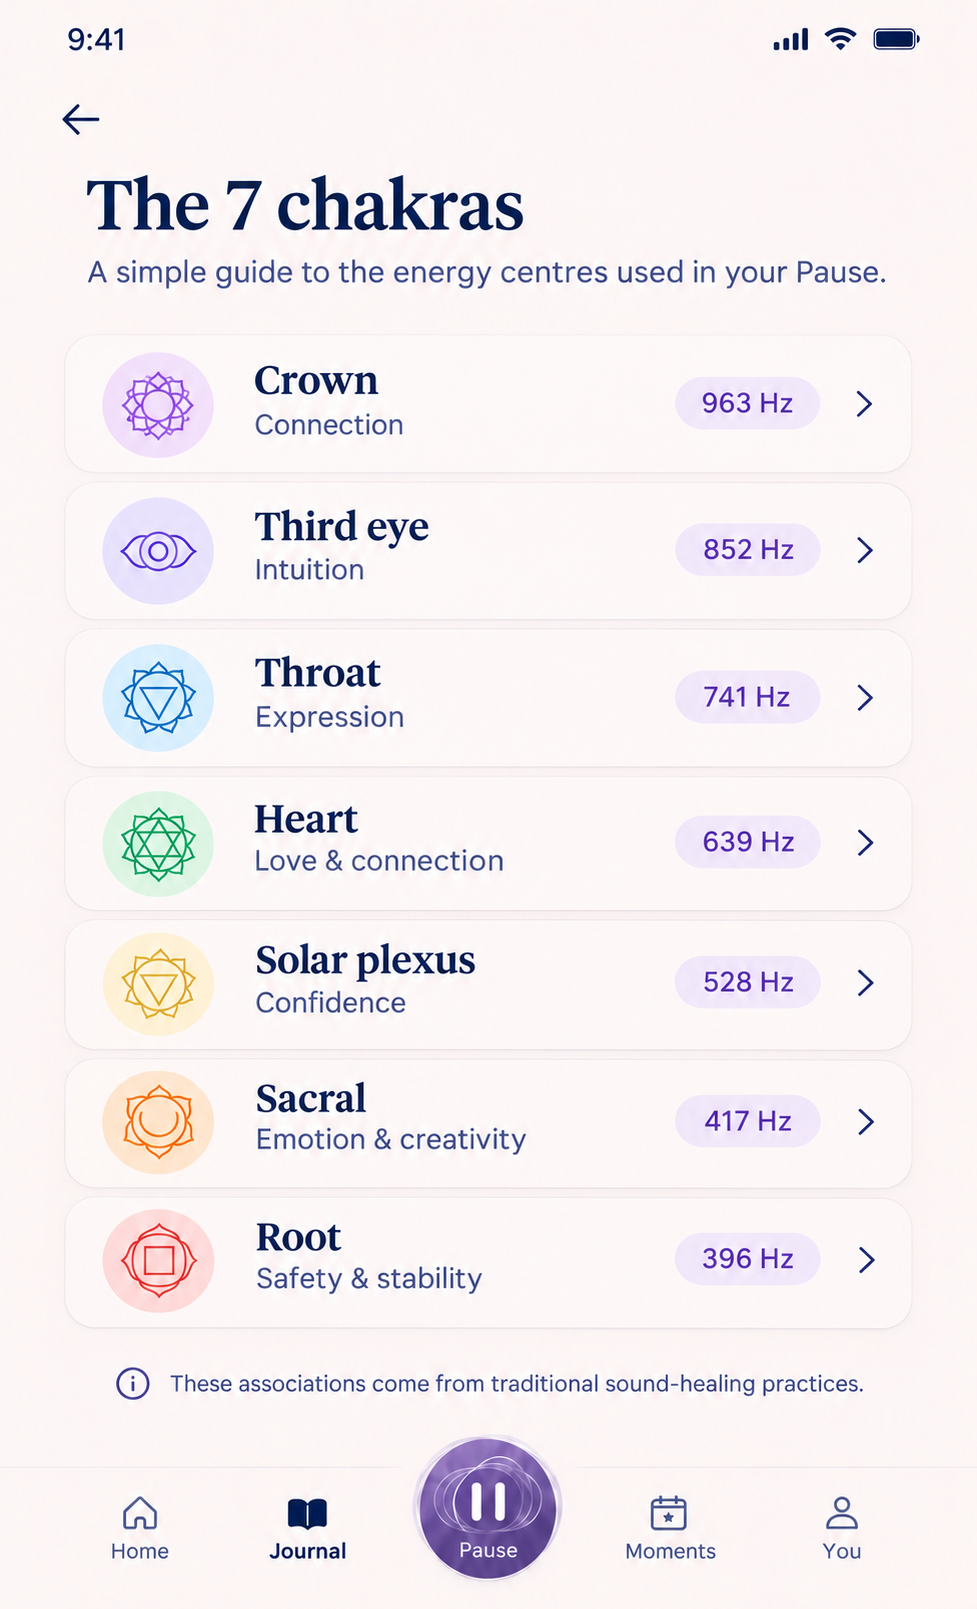 9:41
The 7 chakras
A simple guide to the energy centres used in your Pause.
Crown
Connection
963 Hz
Third eye
Intuition
852 Hz
Throat
Expression
741 Hz
Heart
Love & connection
639 Hz
Solar plexus
Confidence
528 Hz
Sacral
Emotion & creativity
417 Hz
Root
Safety & stability
396 Hz
These associations come from traditional sound-healing practices.
Home
Journal
Pause
Moments
You